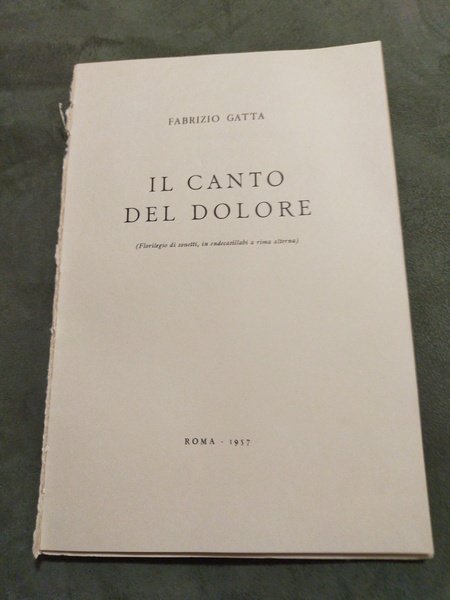 FABRIZIO GATTA
IL CANTO
DEL DOLORE
(Florilegio di sonetti, in endecasillabi a rima alterna)
ROMA - 1957